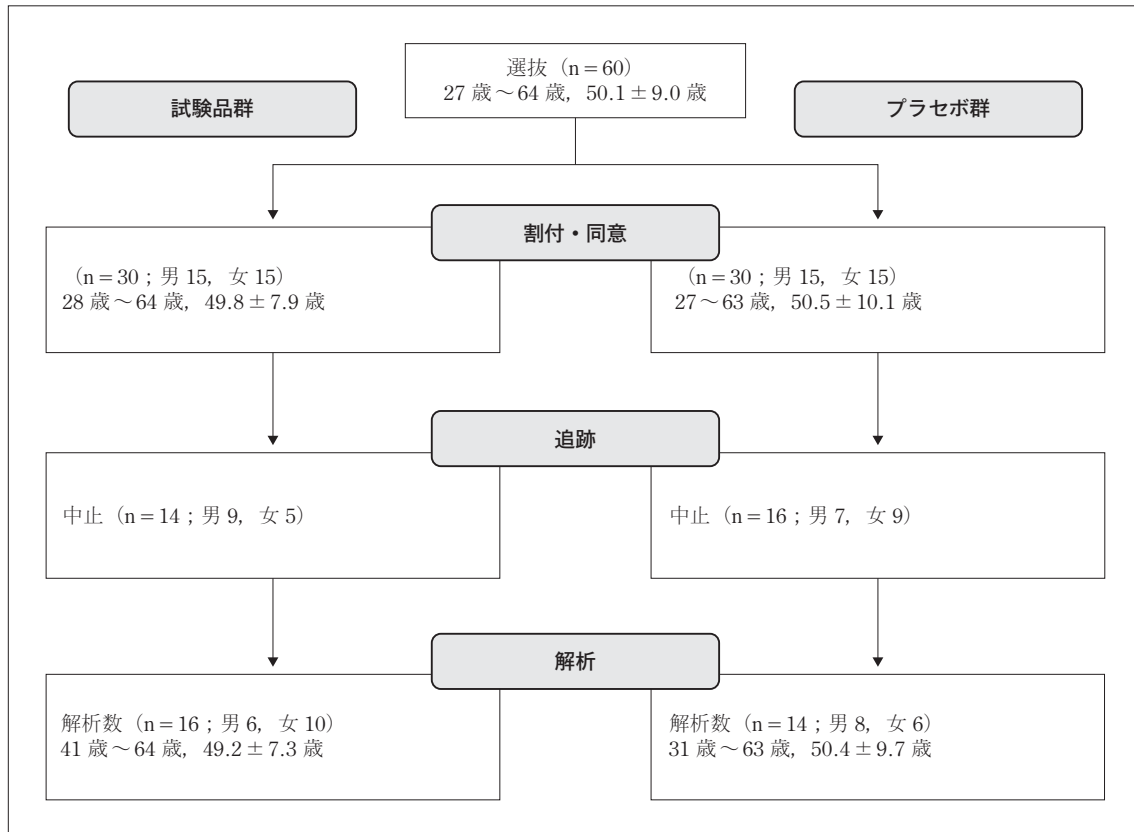 選抜（n＝60）
27 歳～64 歳，50.1±9.0 歳
試験品群
プラセボ群
割付・同意
（n＝30；男 15，女 15）
28 歳～64 歳，49.8±7.9 歳
（n＝30；男 15，女 15）
27～63 歳，50.5±10.1 歳
追跡
中止（n＝14；男 9，女 5）
中止（n＝16；男 7，女 9）
解析
解析数（n＝16；男 6，女 10）
41 歳～64 歳，49.2±7.3 歳
解析数（n＝14；男 8，女 6）
31 歳～63 歳，50.4±9.7 歳